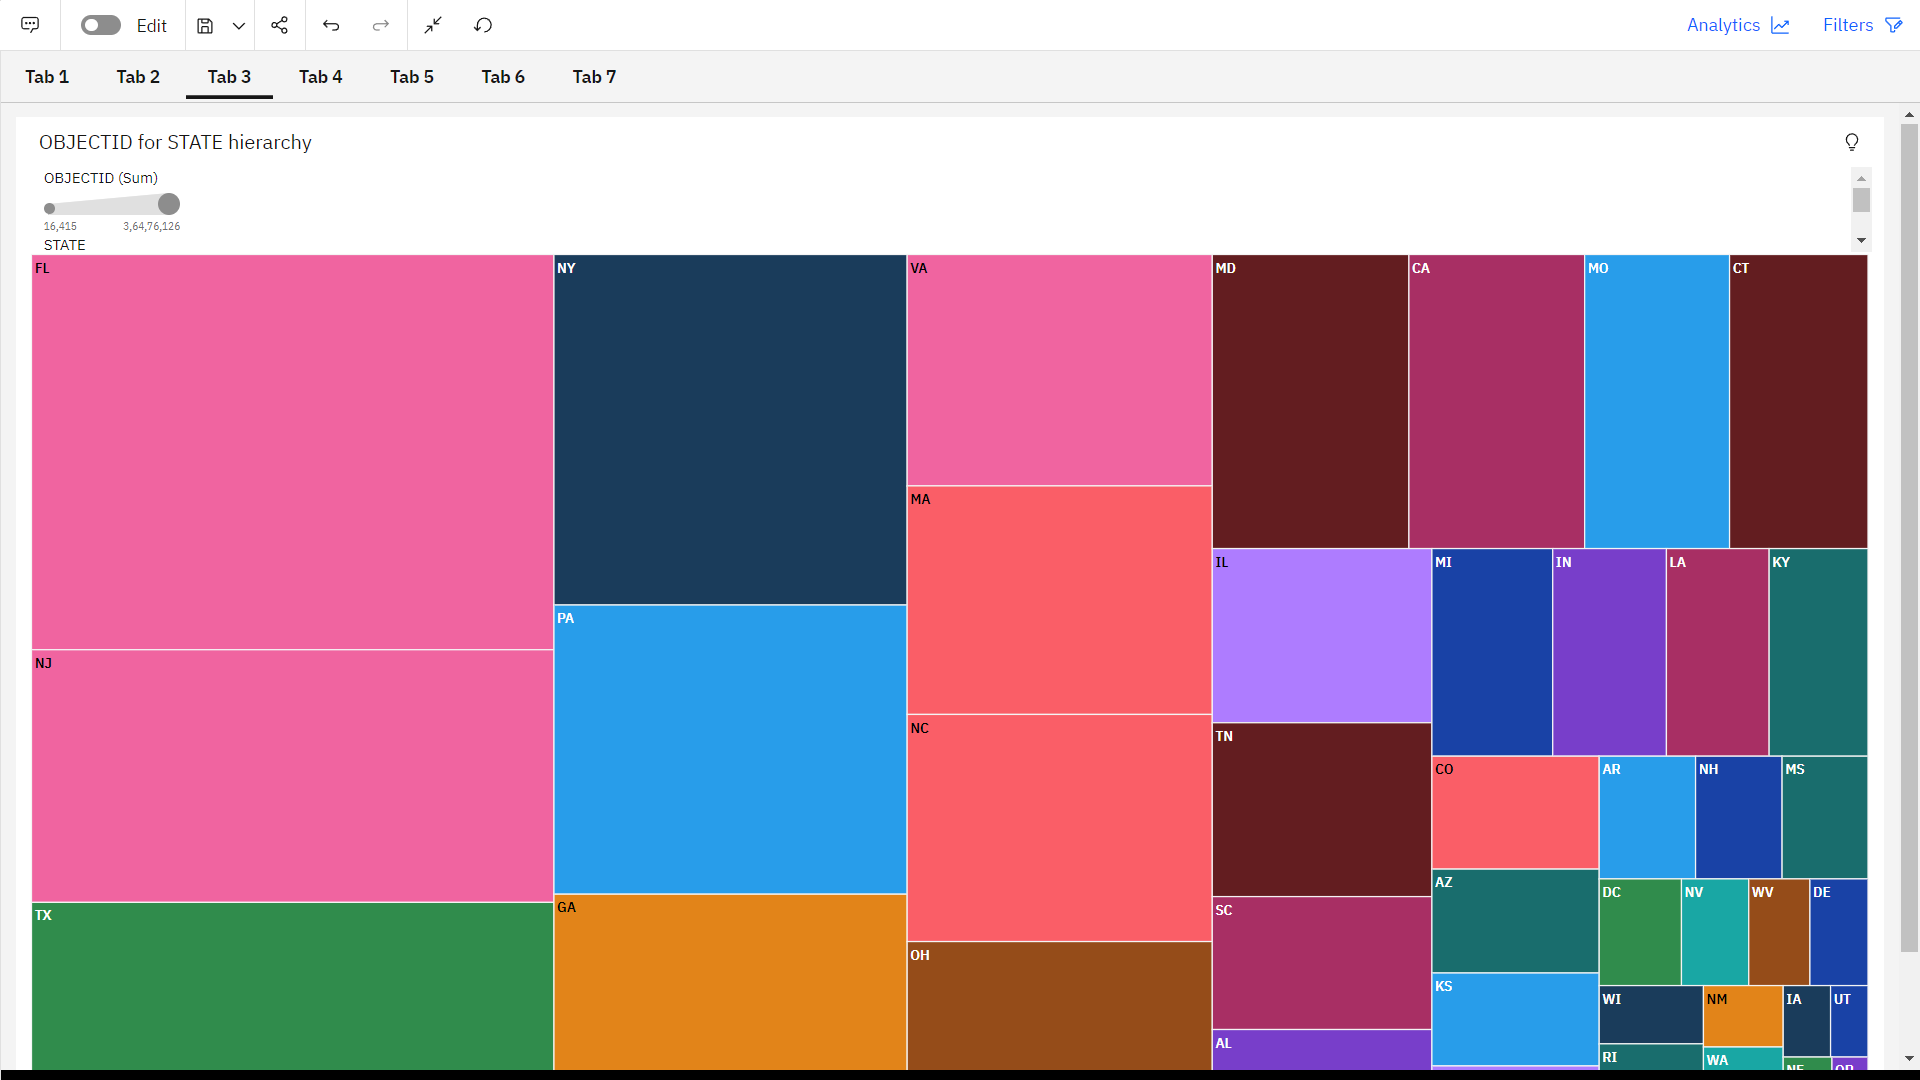 Edit
Analytics
Filters
Tab 1
Tab 2
Tab 3
Tab 4
Tab 5
Tab 6
Tab 7
OBJECTID for STATE hierarchy
OBJECTID (Sum)
16,415
3,64,76,126
STATE
FL
NY
VA
MD
CA
MO
CT
MA
IL
MI
IN
LA
KY
PA
NJ
NC
TN
CO
AR
NH
MS
AZ
DC
NV
WV
DE
GA
SC
TX
OH
KS
WI
NM
IA
UT
AL
RI
WA